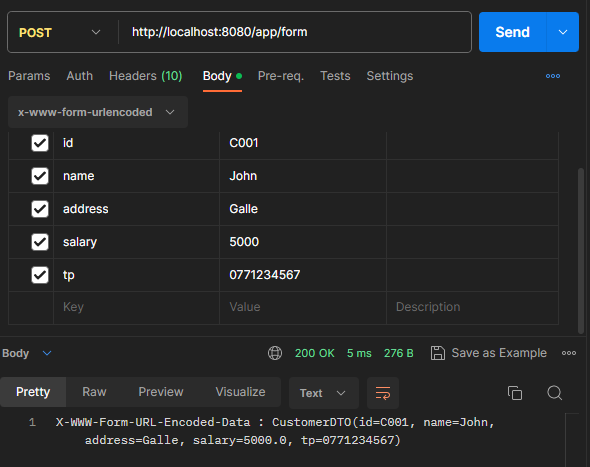 POST http://localhost:8080/app/form Send
Params Auth Headers (10) Body Pre-req. Tests Settings
x-www-form-urlencoded
id C001
name John
address Galle
salary 5000
tp 0771234567
Key Value Description
Body 200 OK 5 ms 276 B Save as Example
Pretty Raw Preview Visualize Text
1 X-WWW-Form-URL-Encoded-Data : CustomerDTO(id=C001, name=John,
address=Galle, salary=5000.0, tp=0771234567)